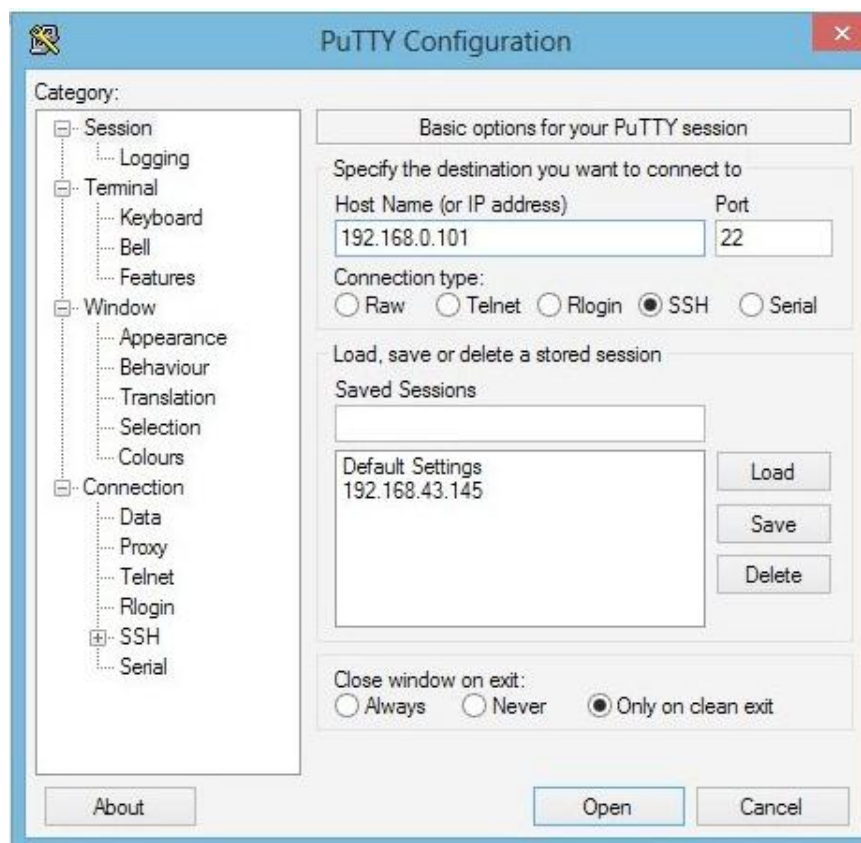 PuTTY Configuration
Category:
Session
Logging
Terminal
Keyboard
Bell
Features
Window
Appearance
Behaviour
Translation
Selection
Colours
Connection
Data
Proxy
Telnet
Rlogin
SSH
Serial
Basic options for your PuTTY session
Specify the destination you want to connect to
Host Name (or IP address) Port
192.168.0.101 22
Connection type:
Raw Telnet Rlogin SSH Serial
Load, save or delete a stored session
Saved Sessions
Default Settings
192.168.43.145
Load
Save
Delete
Close window on exit:
Always Never Only on clean exit
About Open Cancel